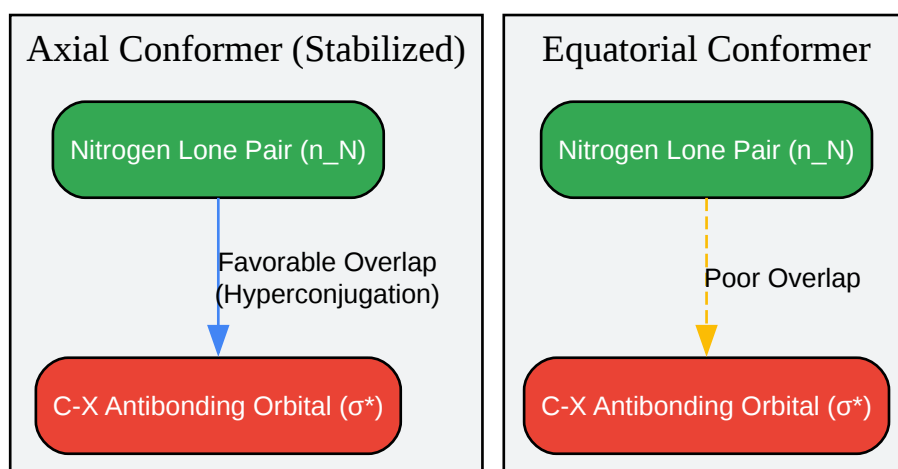 Axial Conformer (Stabilized)
Nitrogen Lone Pair (n_N)
Favorable Overlap
(Hyperconjugation)
C-X Antibonding Orbital (σ*)
Equatorial Conformer
Nitrogen Lone Pair (n_N)
Poor Overlap
C-X Antibonding Orbital (σ*)